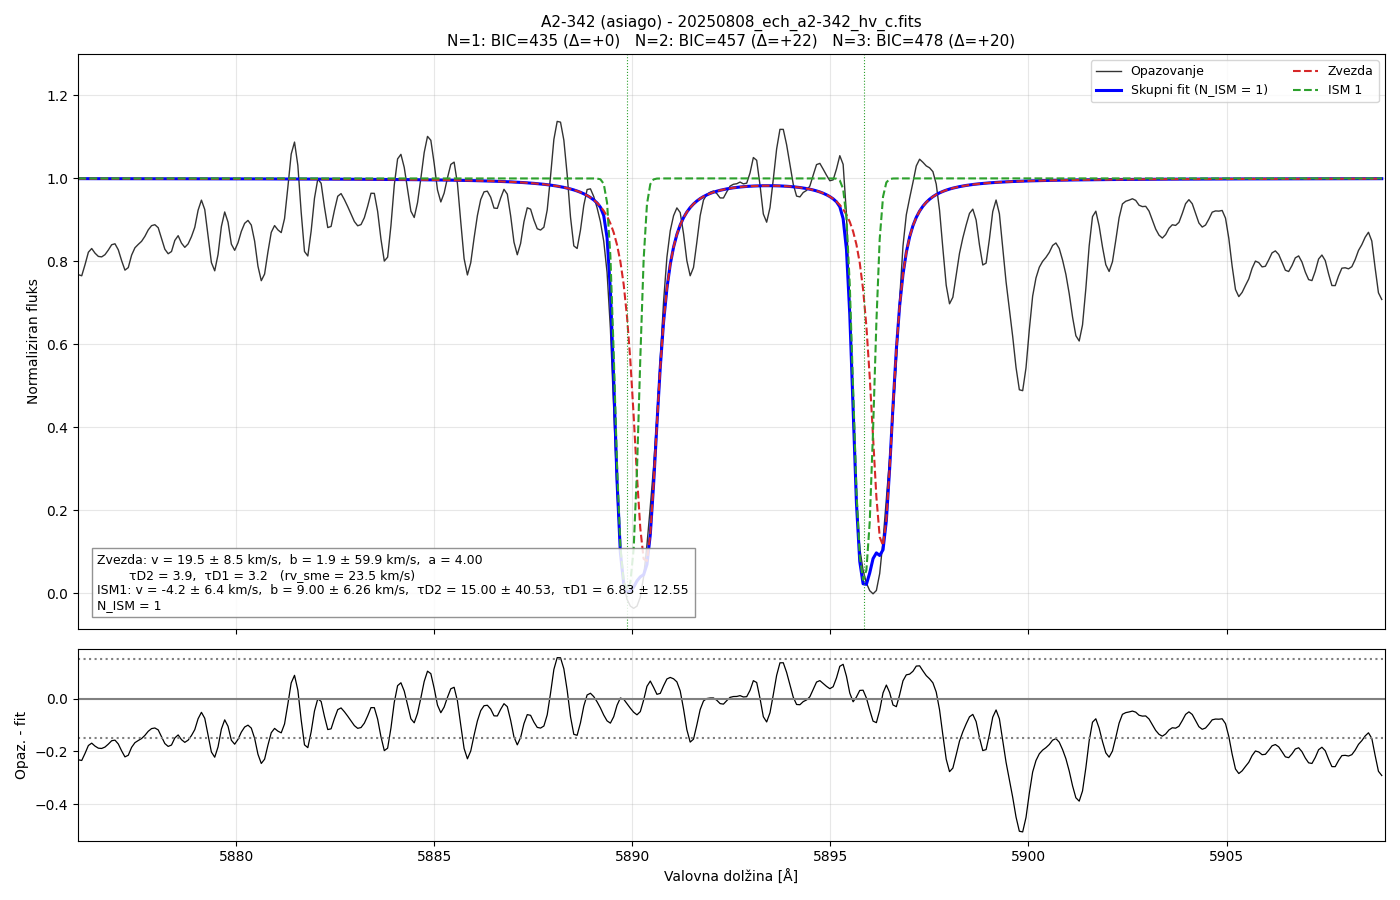 A2-342 (asiago) - 20250808_ech_a2-342_hv_c.fits
N=1: BIC=435 (Δ=+0)   N=2: BIC=457 (Δ=+22)   N=3: BIC=478 (Δ=+20)
Opazovanje
Skupni fit (N_ISM = 1)
Zvezda
ISM 1
Normaliziran fluks
1.2
1.0
0.8
0.6
0.4
0.2
0.0
Zvezda: v = 19.5 ± 8.5 km/s,  b = 1.9 ± 59.9 km/s,  a = 4.00
τD2 = 3.9,  τD1 = 3.2   (rv_sme = 23.5 km/s)
ISM1: v = -4.2 ± 6.4 km/s,  b = 9.00 ± 6.26 km/s,  τD2 = 15.00 ± 40.53,  τD1 = 6.83 ± 12.55
N_ISM = 1
Opaz. - fit
0.0
−0.2
−0.4
5880
5885
5890
5895
5900
5905
Valovna dolžina [Å]